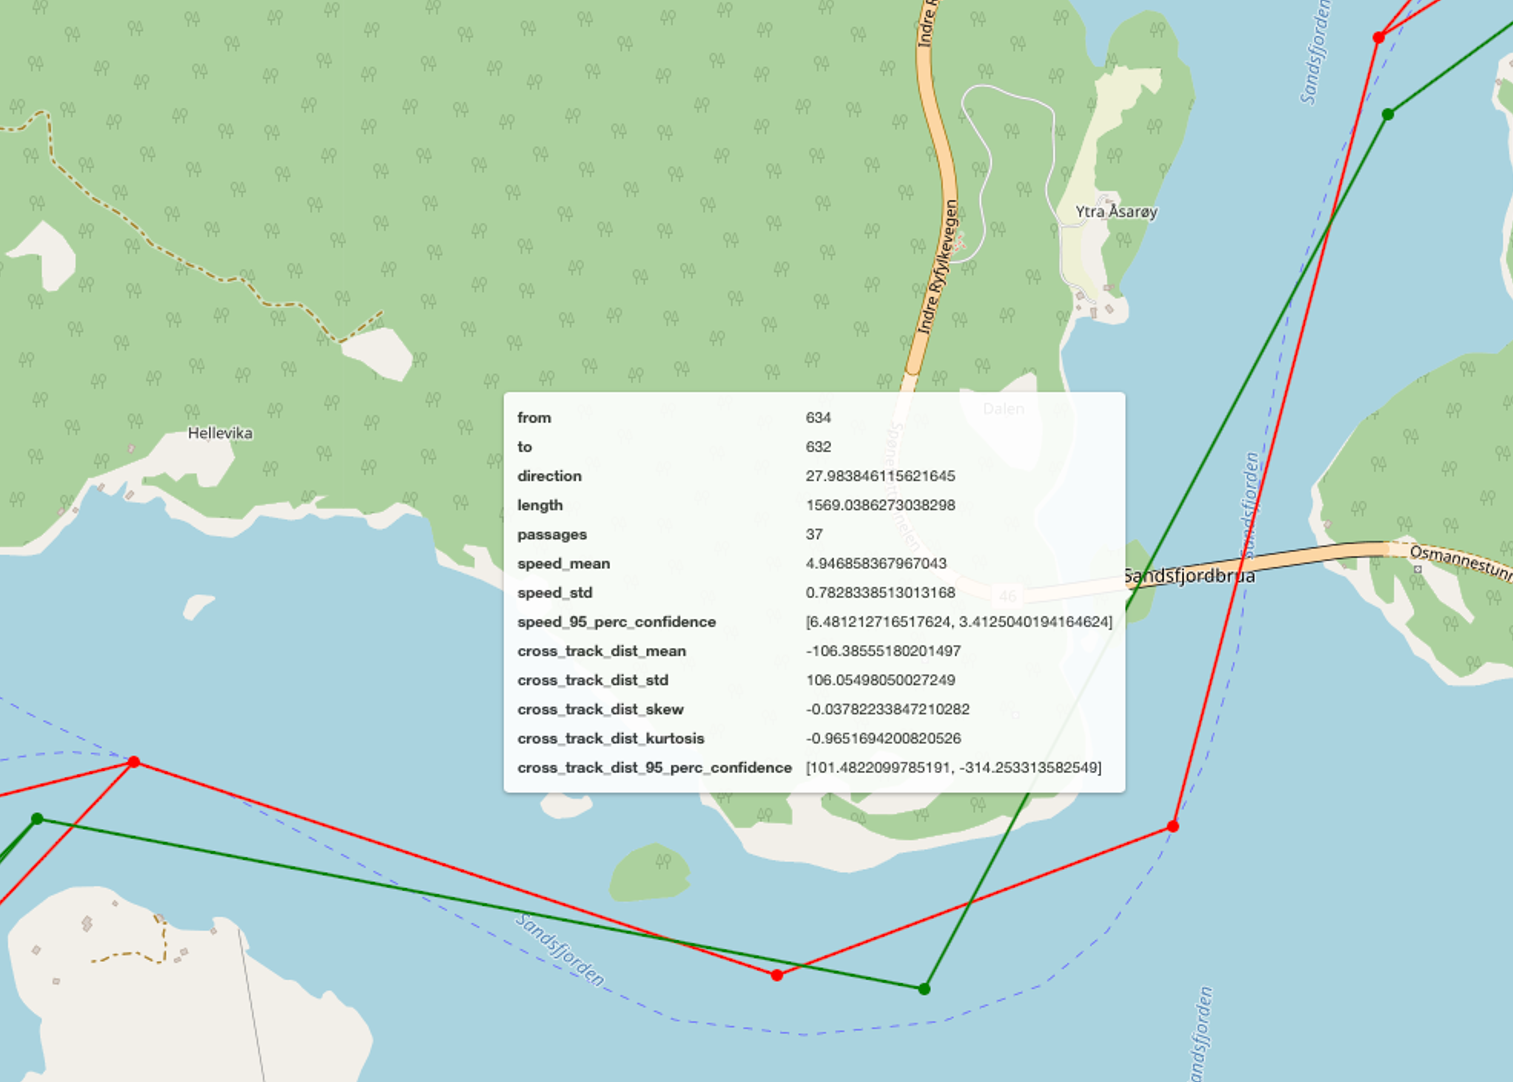 Indre R
Sandsfjorden
Sandsfjorden
Ytra Åsarøy
Indre Ryfylkevegen
Dalen
from 634
to 632
Hellevika
direction 27.983846115621645
length 1569.0386273038298
passages 37
Sandsfjorden
speed_mean 4.946858367967043
Osmannestunn
Sandsfjordbrua
speed_std 0.7828338513013168
46
speed_95_perc_confidence [6.481212716517624, 3.4125040194164624]
cross_track_dist_mean -106.38555180201497
cross_track_dist_std 106.05498050027249
cross_track_dist_skew -0.03782233847210282
cross_track_dist_kurtosis -0.9651694200820526
cross_track_dist_95_perc_confidence [101.4822099785191, -314.253313582549]
Sandsfjorden
andsfjorden